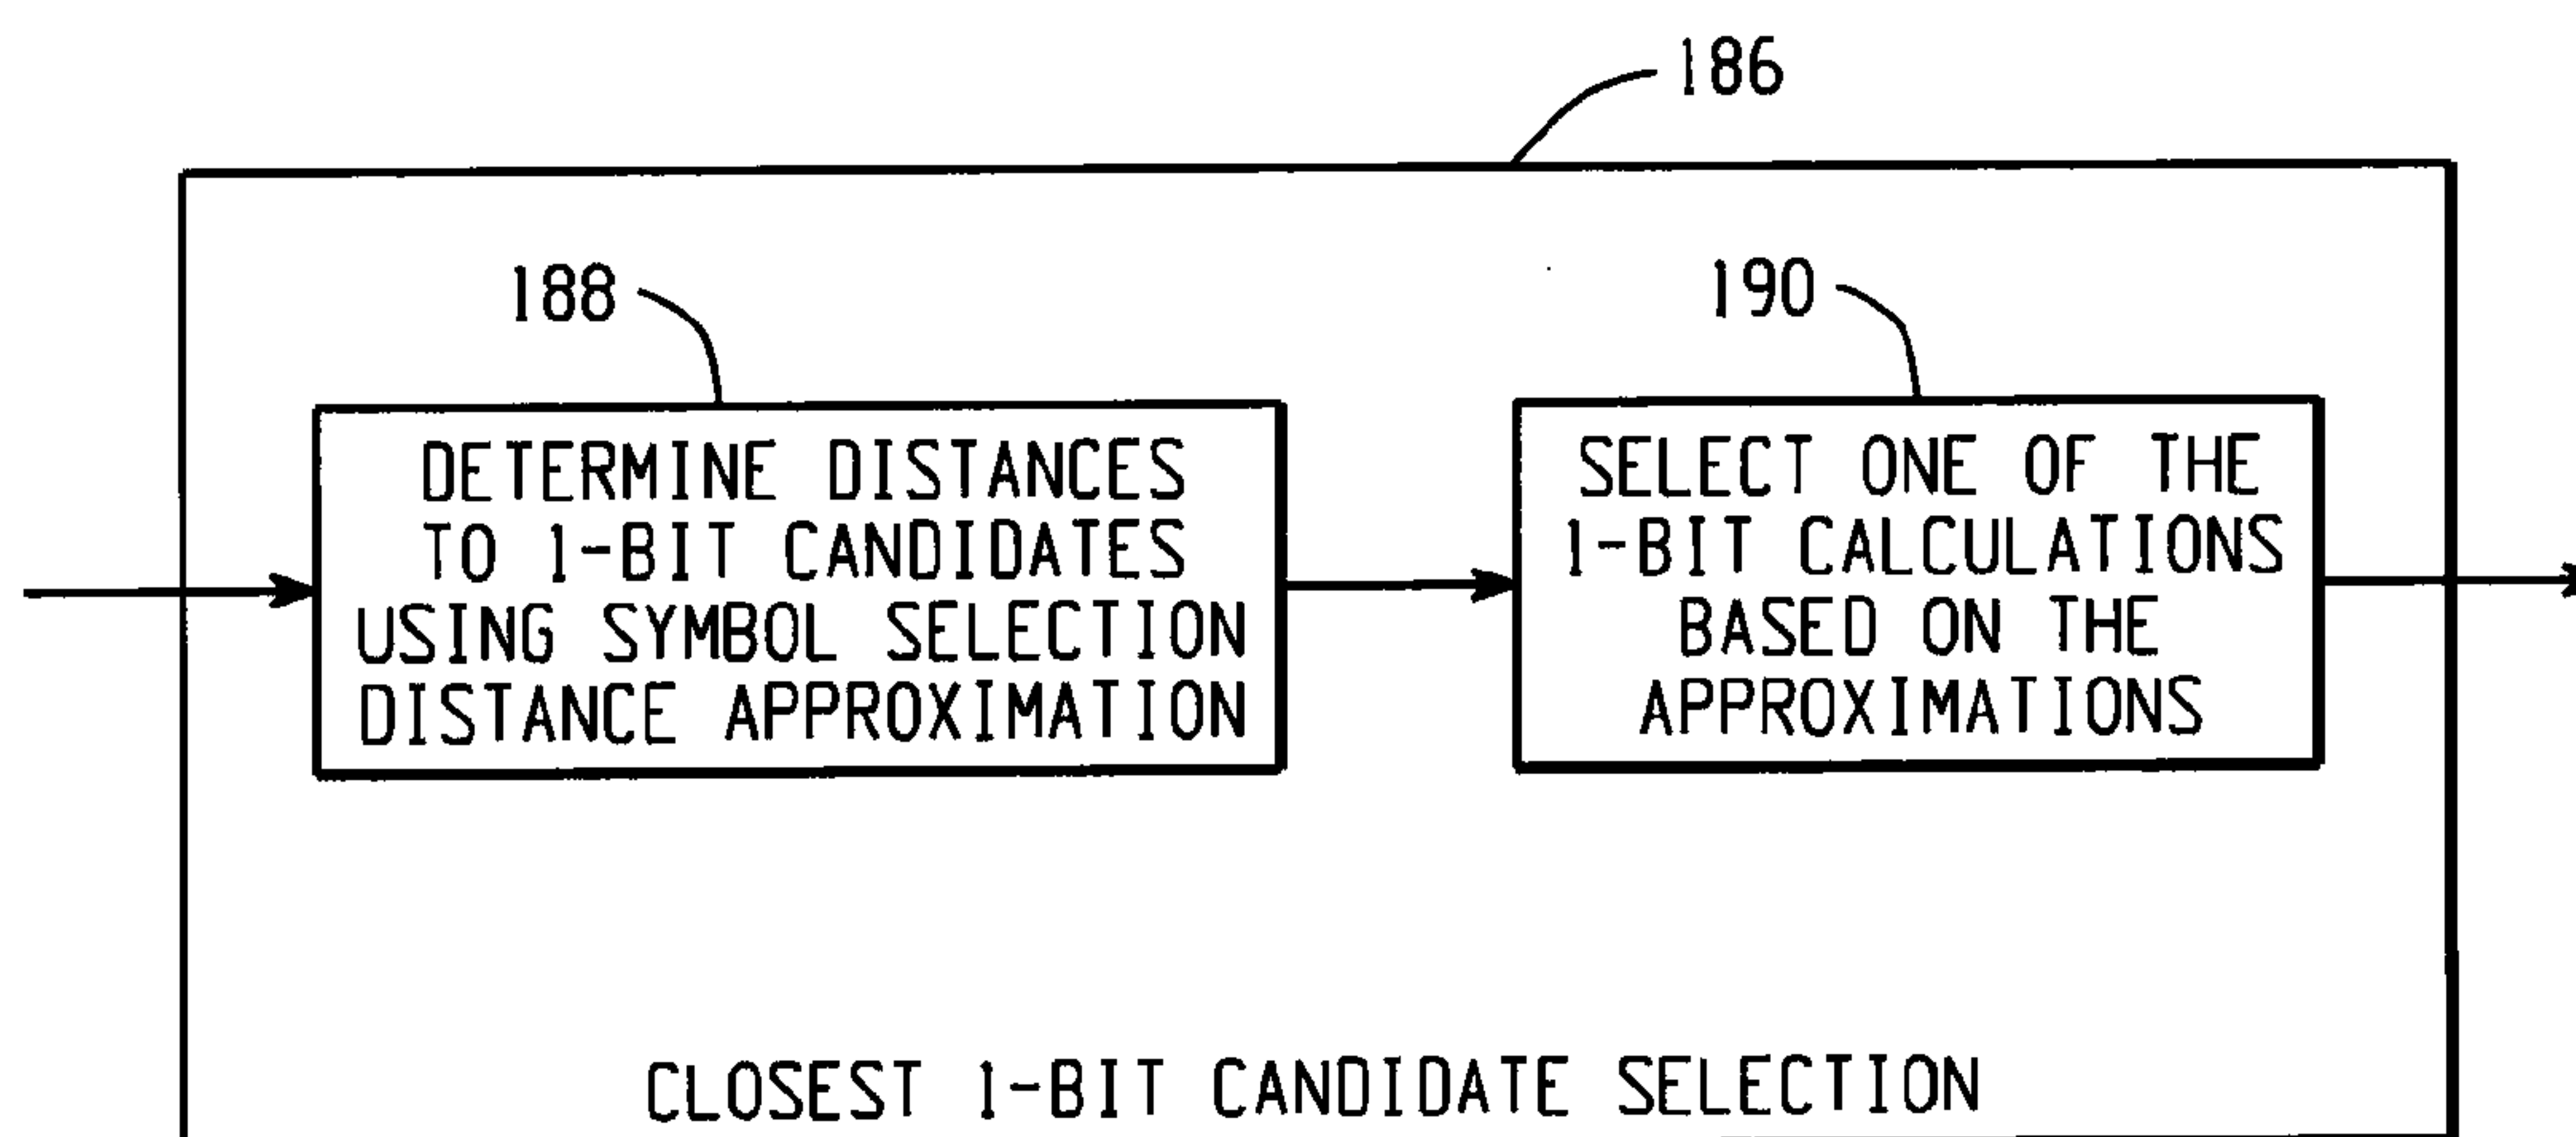 186
188
190
DETERMINE DISTANCES
TO 1-BIT CANDIDATES
USING SYMBOL SELECTION
DISTANCE APPROXIMATION
SELECT ONE OF THE
1-BIT CALCULATIONS
BASED ON THE
APPROXIMATIONS
CLOSEST 1-BIT CANDIDATE SELECTION